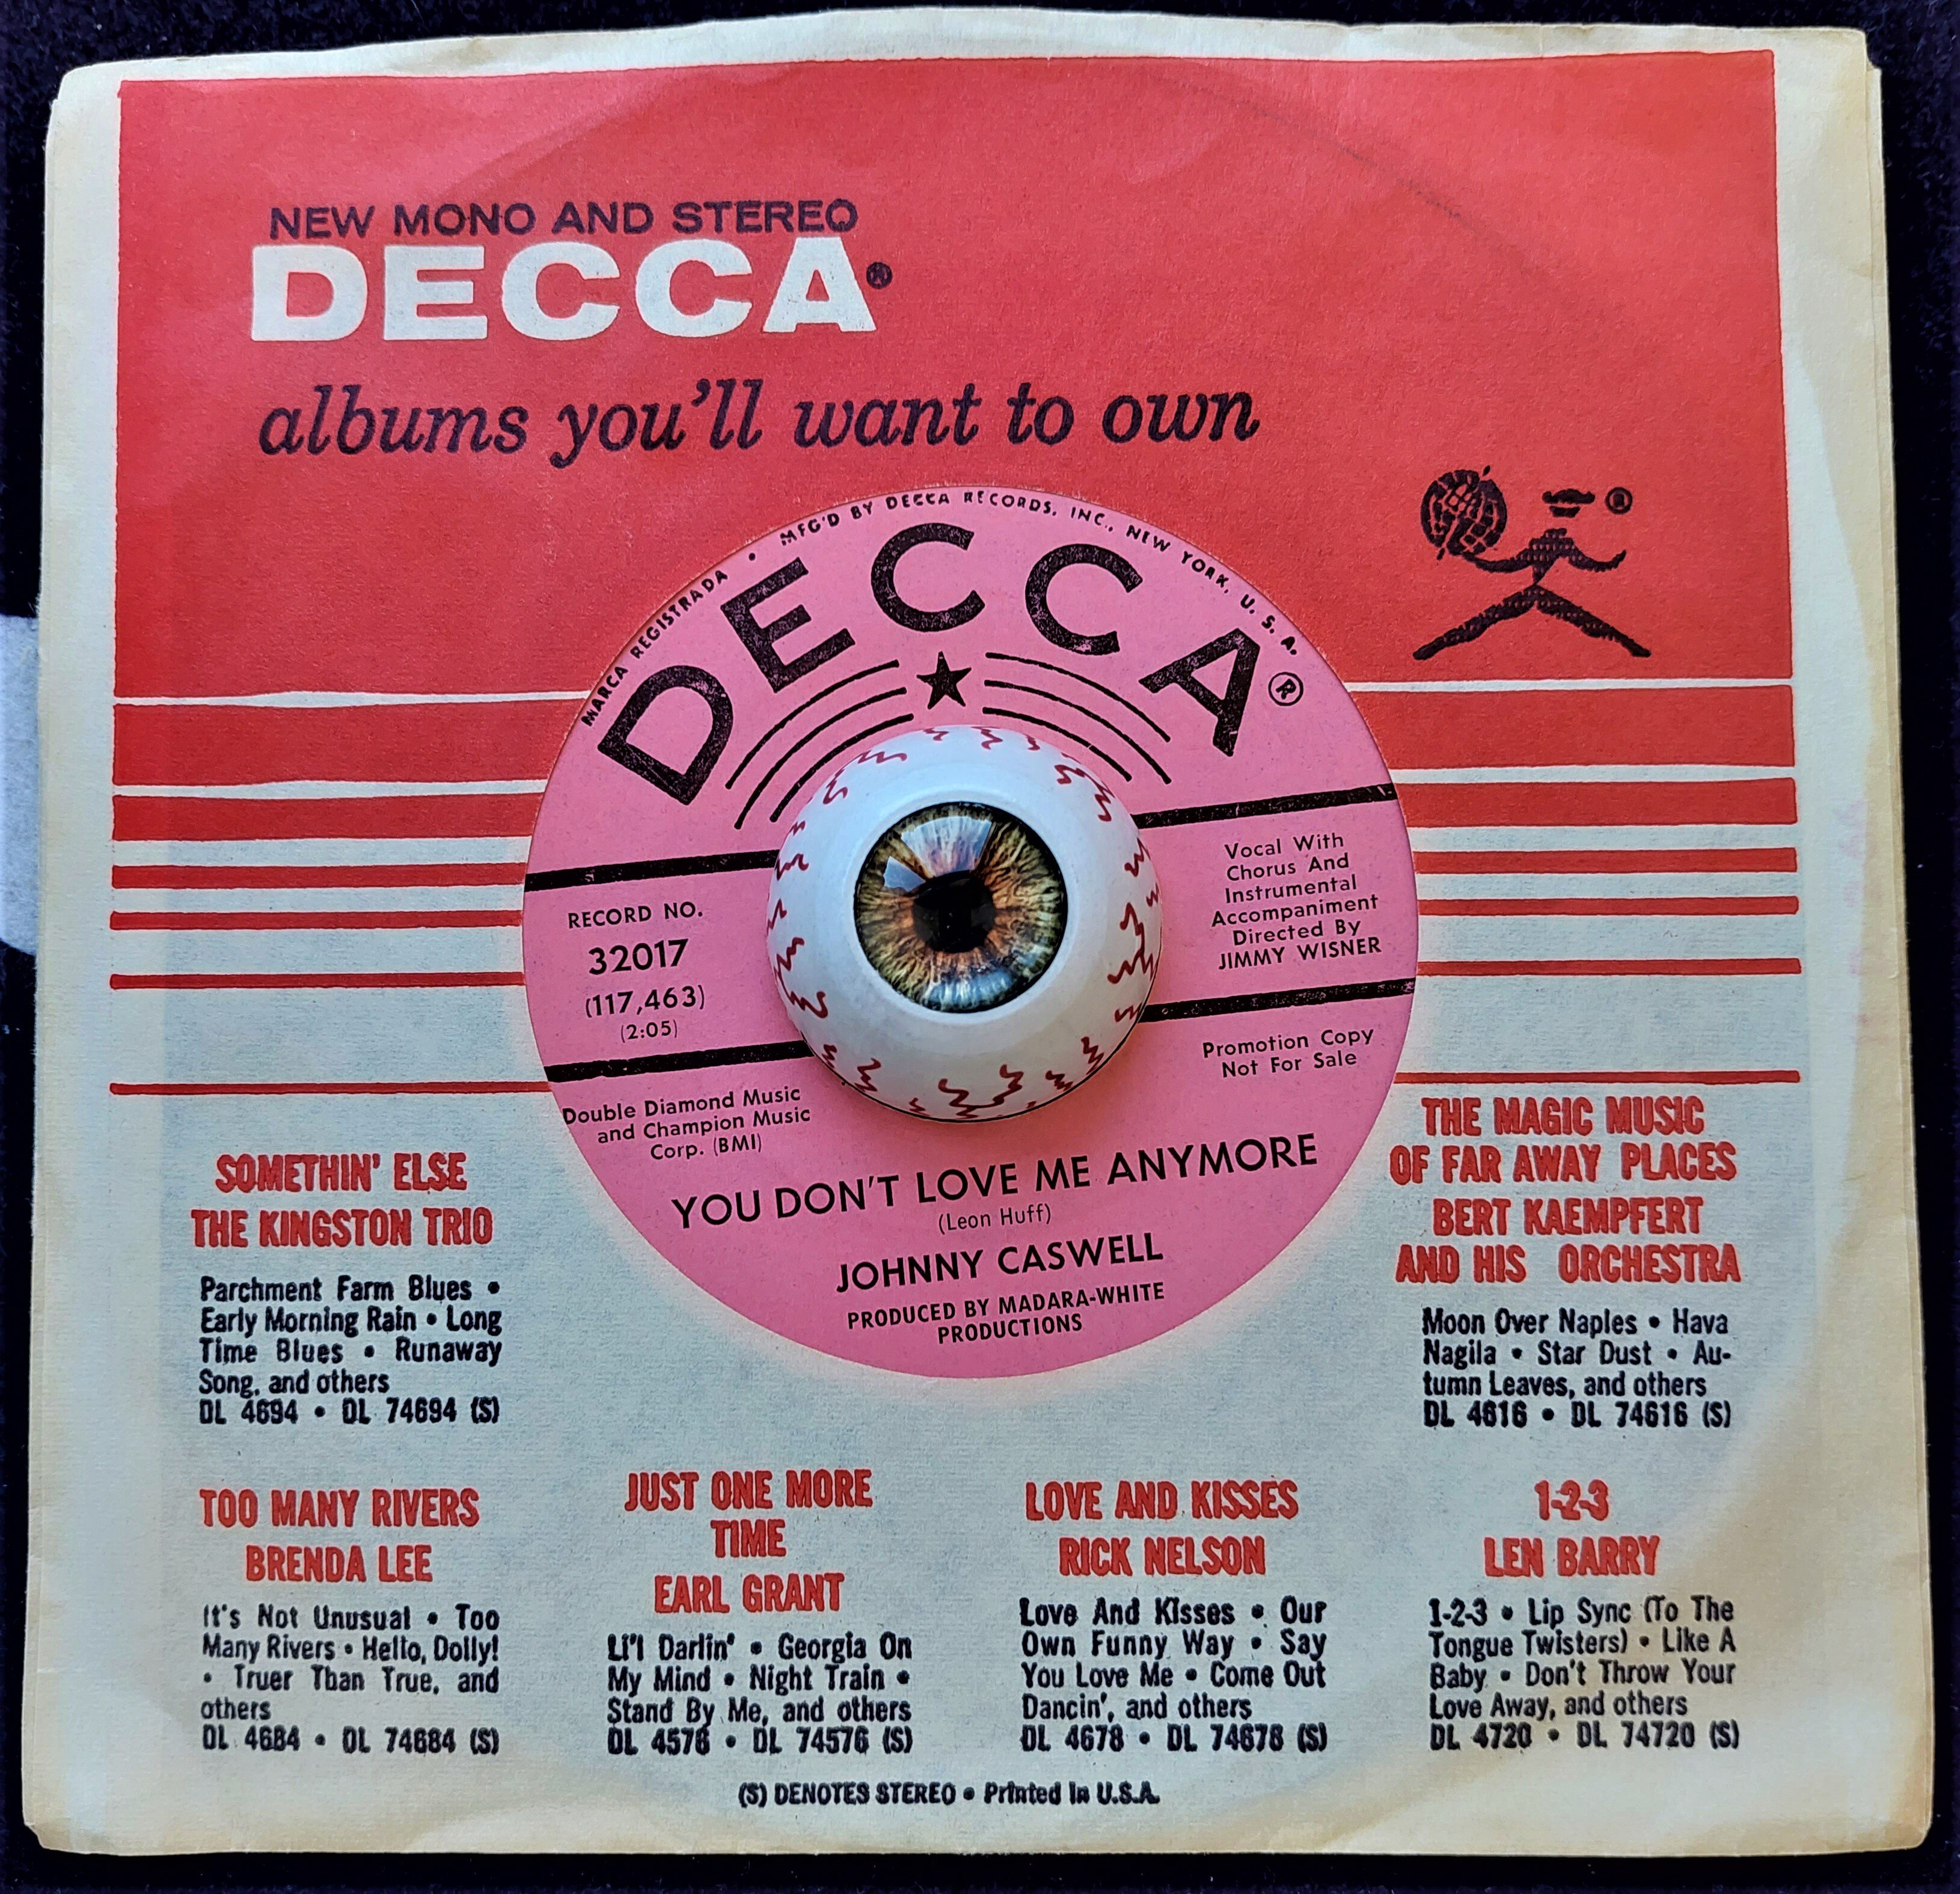 NEW MONO AND STEREO
DECCA®
albums you'll want to own
®
MARCA REGISTRADA • MFG'D BY DECCA RECORDS, INC., NEW YORK, U. S. A.
DECCA®
RECORD NO.
32017
(117,463)
(2:05)
Vocal With
Chorus And
Instrumental
Accompaniment
Directed By
JIMMY WISNER
Promotion Copy
Not For Sale
Double Diamond Music
and Champion Music
Corp. (BMI)
YOU DON'T LOVE ME ANYMORE
(Leon Huff)
JOHNNY CASWELL
PRODUCED BY MADARA-WHITE
PRODUCTIONS
SOMETHIN' ELSE
THE KINGSTON TRIO
Parchment Farm Blues •
Early Morning Rain • Long
Time Blues • Runaway
Song, and others
DL 4694 • DL 74694 (S)
THE MAGIC MUSIC
OF FAR AWAY PLACES
BERT KAEMPFERT
AND HIS ORCHESTRA
Moon Over Naples • Hava
Nagila • Star Dust • Au-
tumn Leaves, and others
DL 4616 • DL 74616 (S)
TOO MANY RIVERS
BRENDA LEE
It's Not Unusual • Too
Many Rivers • Hello, Dolly!
• Truer Than True, and
others
DL 4684 • DL 74684 (S)
JUST ONE MORE
TIME
EARL GRANT
Li'l Darlin' • Georgia On
My Mind • Night Train •
Stand By Me, and others
DL 4576 • DL 74576 (S)
LOVE AND KISSES
RICK NELSON
Love And Kisses • Our
Own Funny Way • Say
You Love Me • Come Out
Dancin', and others
DL 4678 • DL 74678 (S)
1-2-3
LEN BARRY
1-2-3 • Lip Sync (To The
Tongue Twisters) • Like A
Baby • Don't Throw Your
Love Away, and others
DL 4720 • DL 74720 (S)
(S) DENOTES STEREO • Printed in U.S.A.